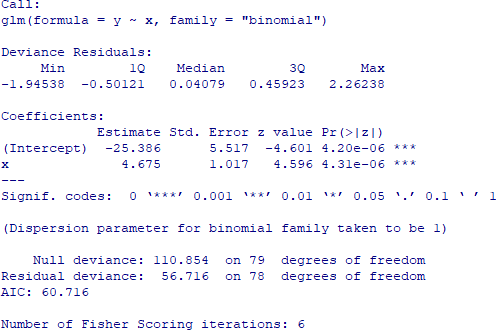 Call:
glm(formula = y ~ x, family = "binomial")
Deviance Residuals:
Min 1Q Median 3Q Max
-1.94538 -0.50121 0.04079 0.45923 2.26238
Coefficients:
Estimate Std. Error z value Pr(>|z|)
(Intercept) -25.386 5.517 -4.601 4.20e-06 ***
x 4.675 1.017 4.596 4.31e-06 ***
---
Signif. codes: 0 ‘***’ 0.001 ‘**’ 0.01 ‘*’ 0.05 ‘.’ 0.1 ‘ ’ 1
(Dispersion parameter for binomial family taken to be 1)
Null deviance: 110.854 on 79 degrees of freedom
Residual deviance: 56.716 on 78 degrees of freedom
AIC: 60.716
Number of Fisher Scoring iterations: 6